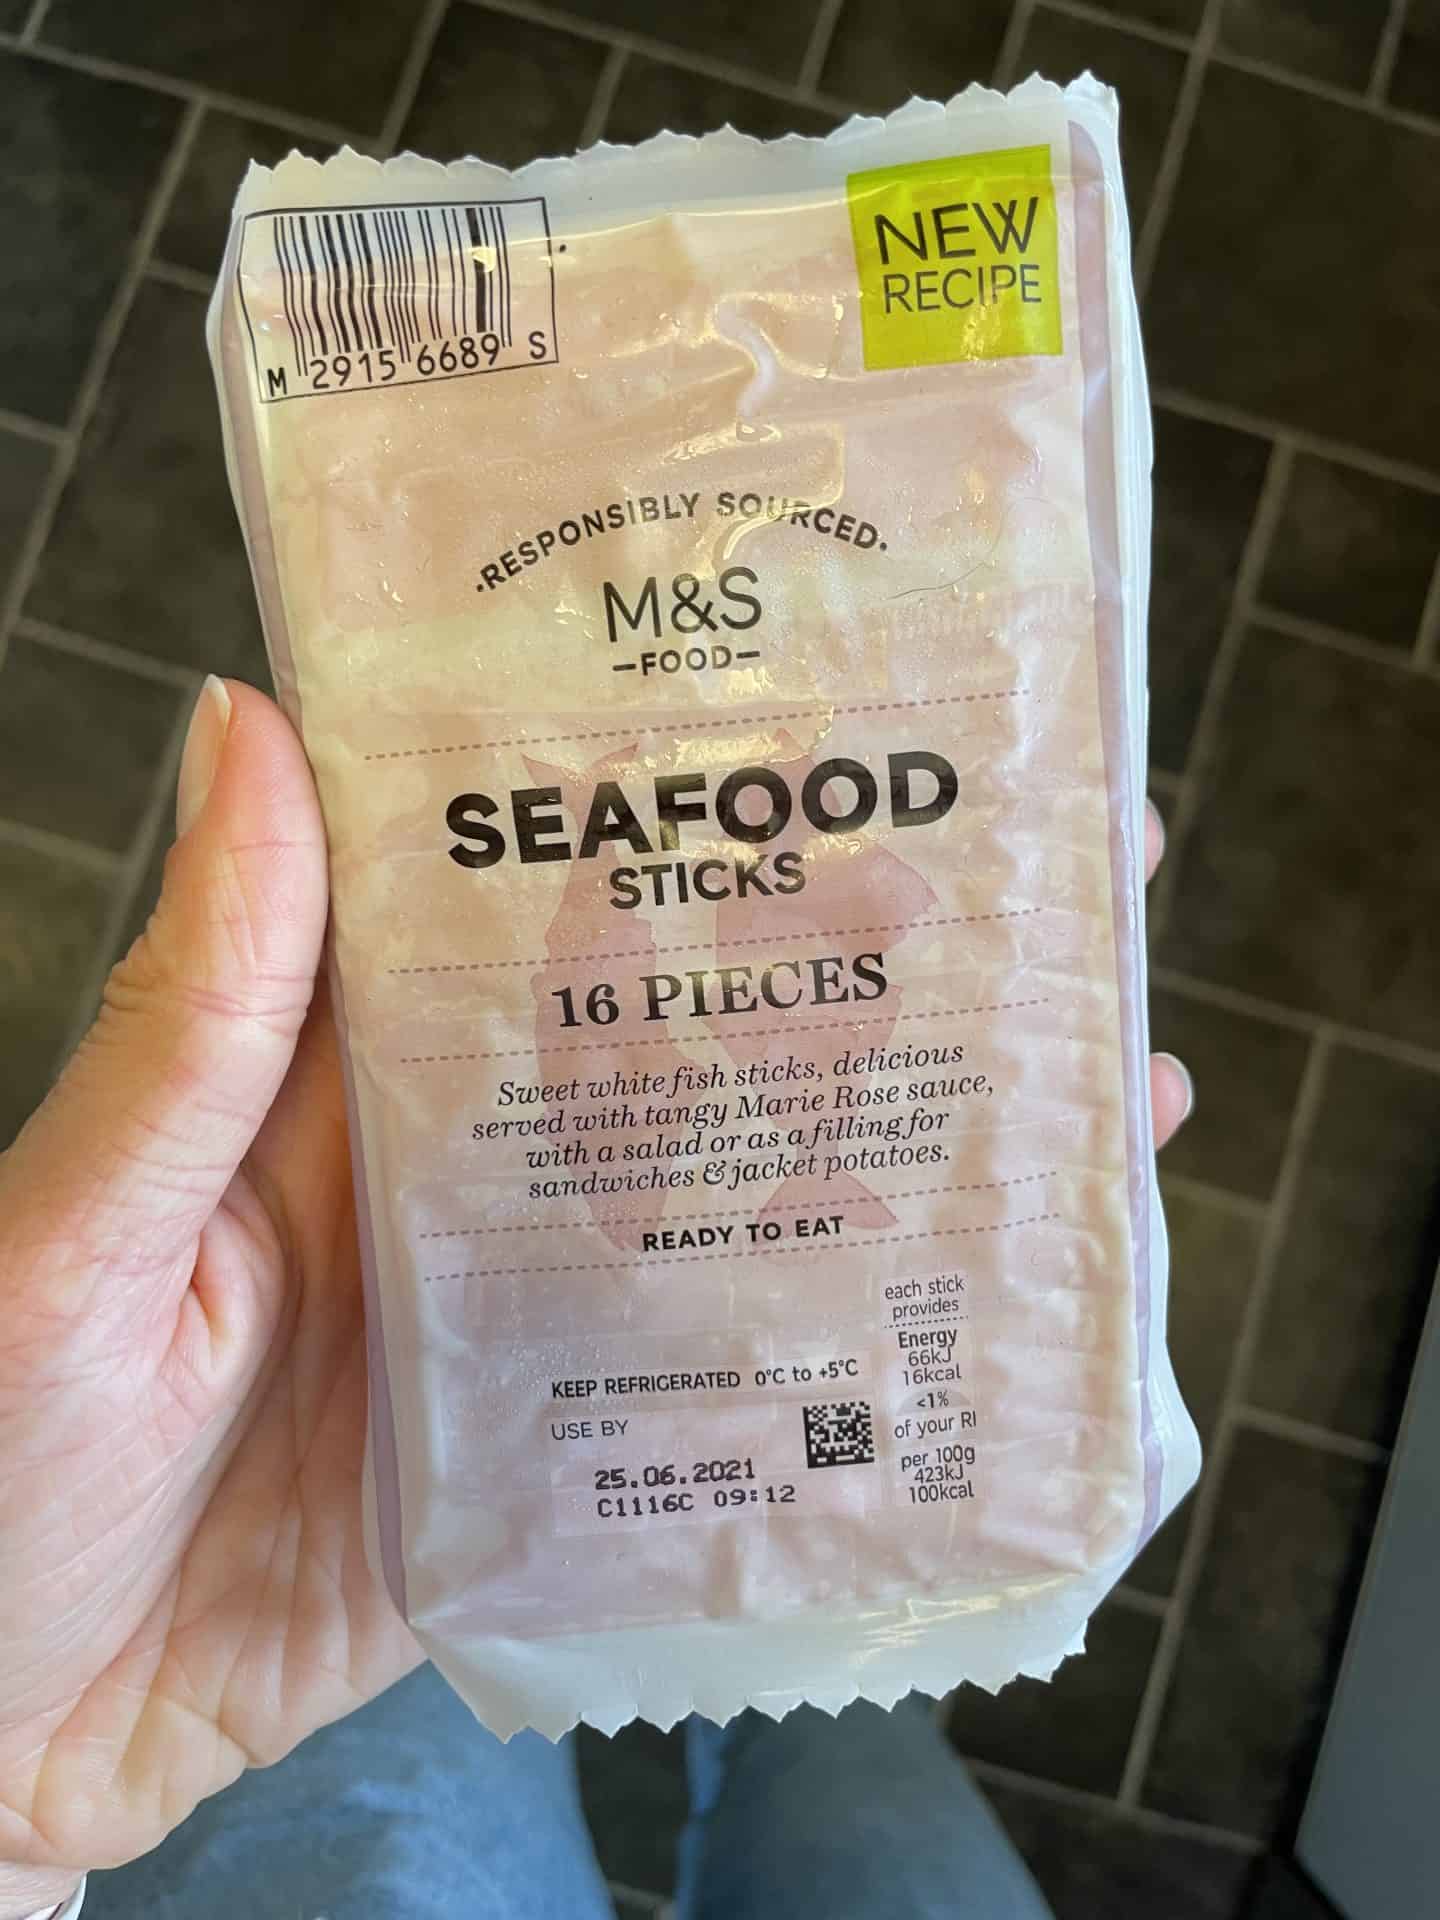 M 2915 6689 S
NEW
RECIPE
.RESPONSIBLY SOURCED.
M&S
–FOOD–
SEAFOOD
STICKS
16 PIECES
Sweet white fish sticks, delicious
served with tangy Marie Rose sauce,
with a salad or as a filling for
sandwiches & jacket potatoes.
READY TO EAT
each stick
provides
Energy
66kJ
16kcal
<1%
of your RI
per 100g
423kJ
100kcal
KEEP REFRIGERATED 0°C to +5°C
USE BY
25.06.2021
C1116C 09:12